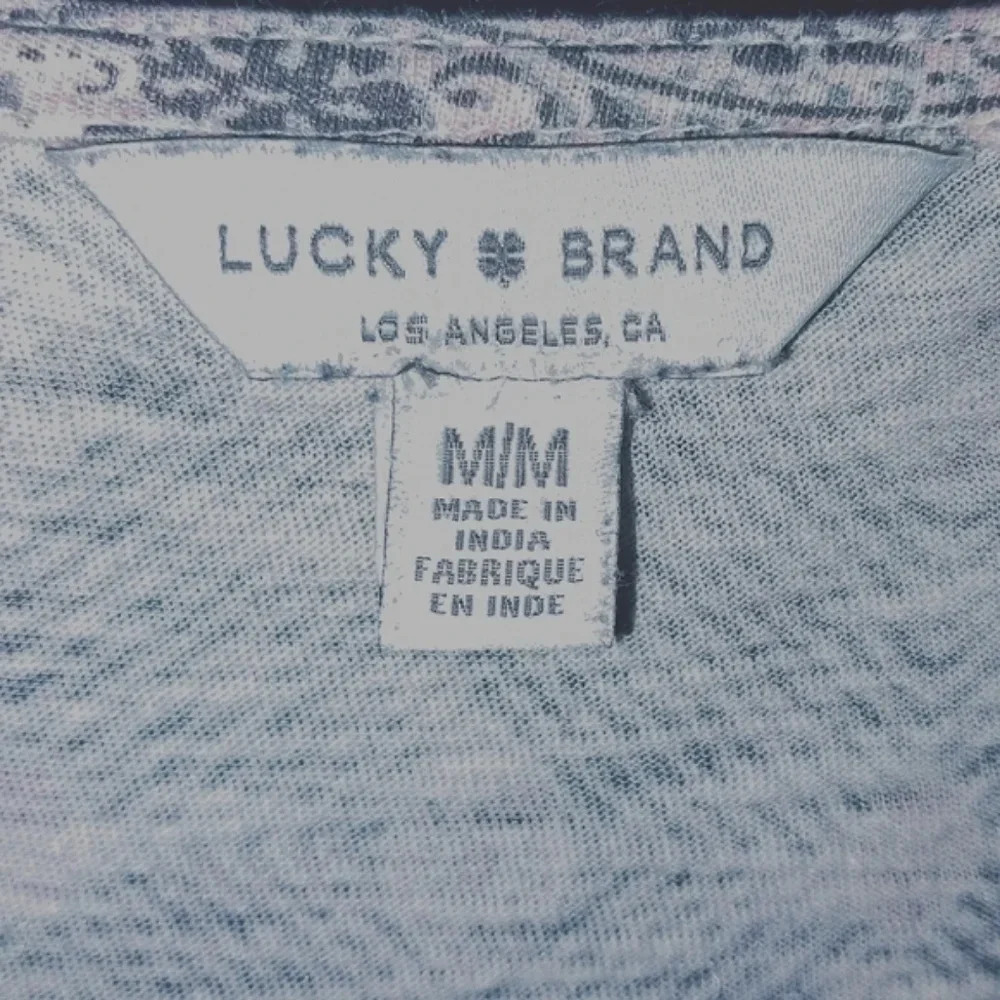 LUCKY BRAND
LOS ANGELES, CA
M/M
MADE IN
INDIA
FABRIQUE
EN INDE